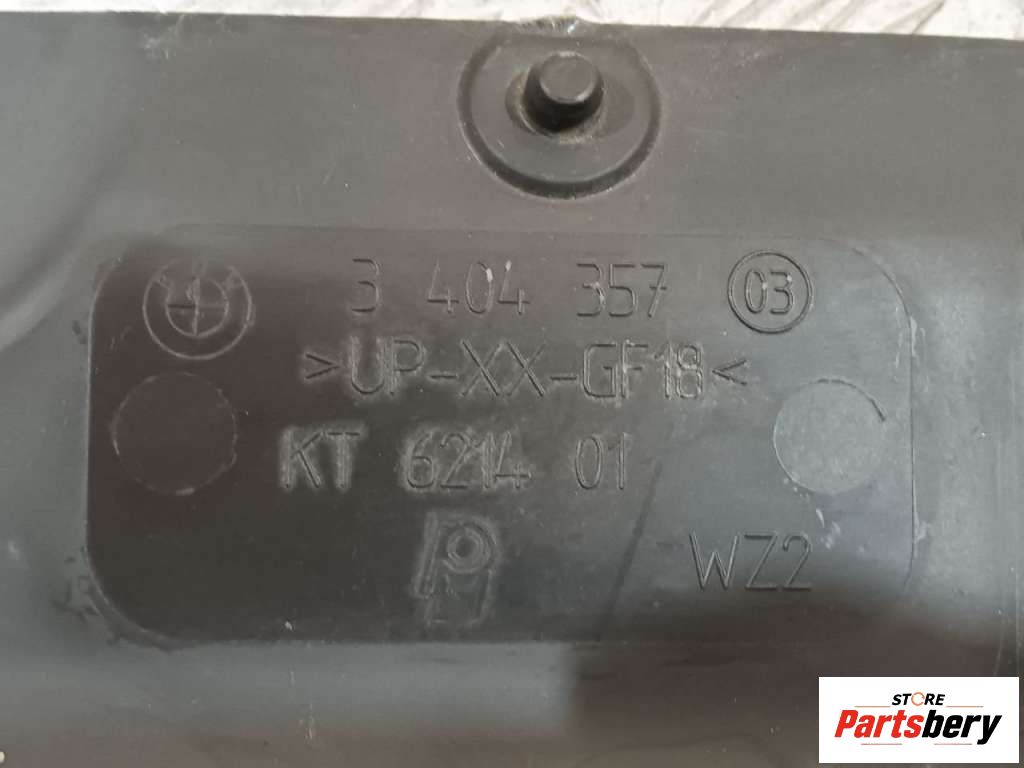 3 404 357 03
>UP-XX-GF18<
KT 6214 01
WZ2
STORE
Partsbery